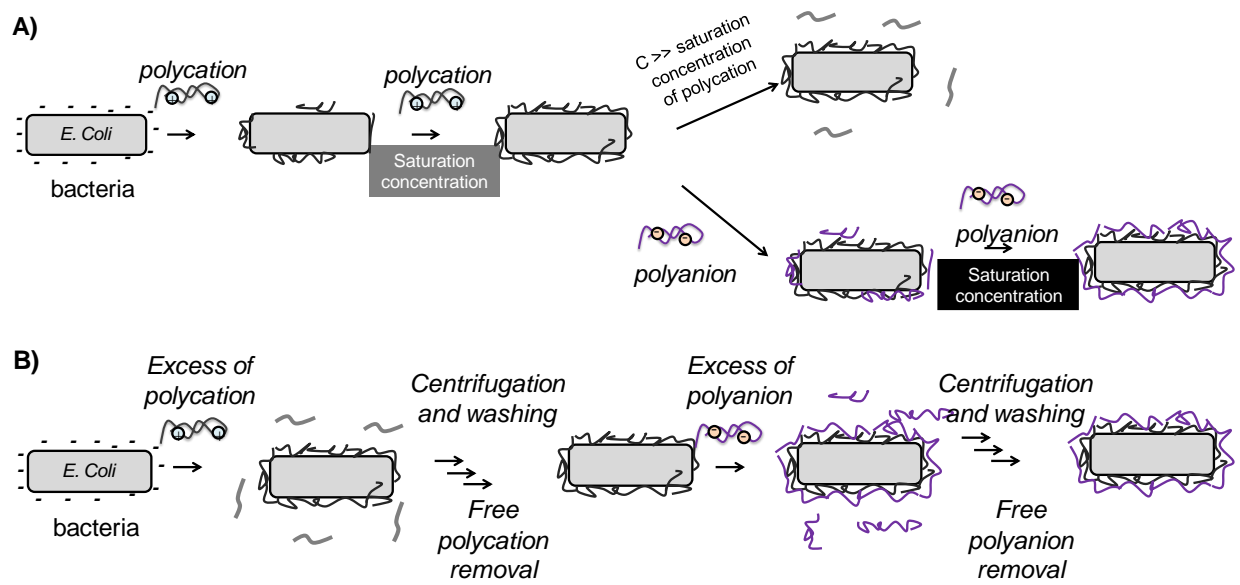 A)
polycation
E. Coli
bacteria
polycation
Saturation
concentration
C >> saturation
concentration
of polycation
polyanion
polyanion
Saturation
concentration
B)
Excess of
polycation
E. Coli
bacteria
Centrifugation
and washing
Free
polycation
removal
Excess of
polyanion
Centrifugation
and washing
Free
polyanion
removal